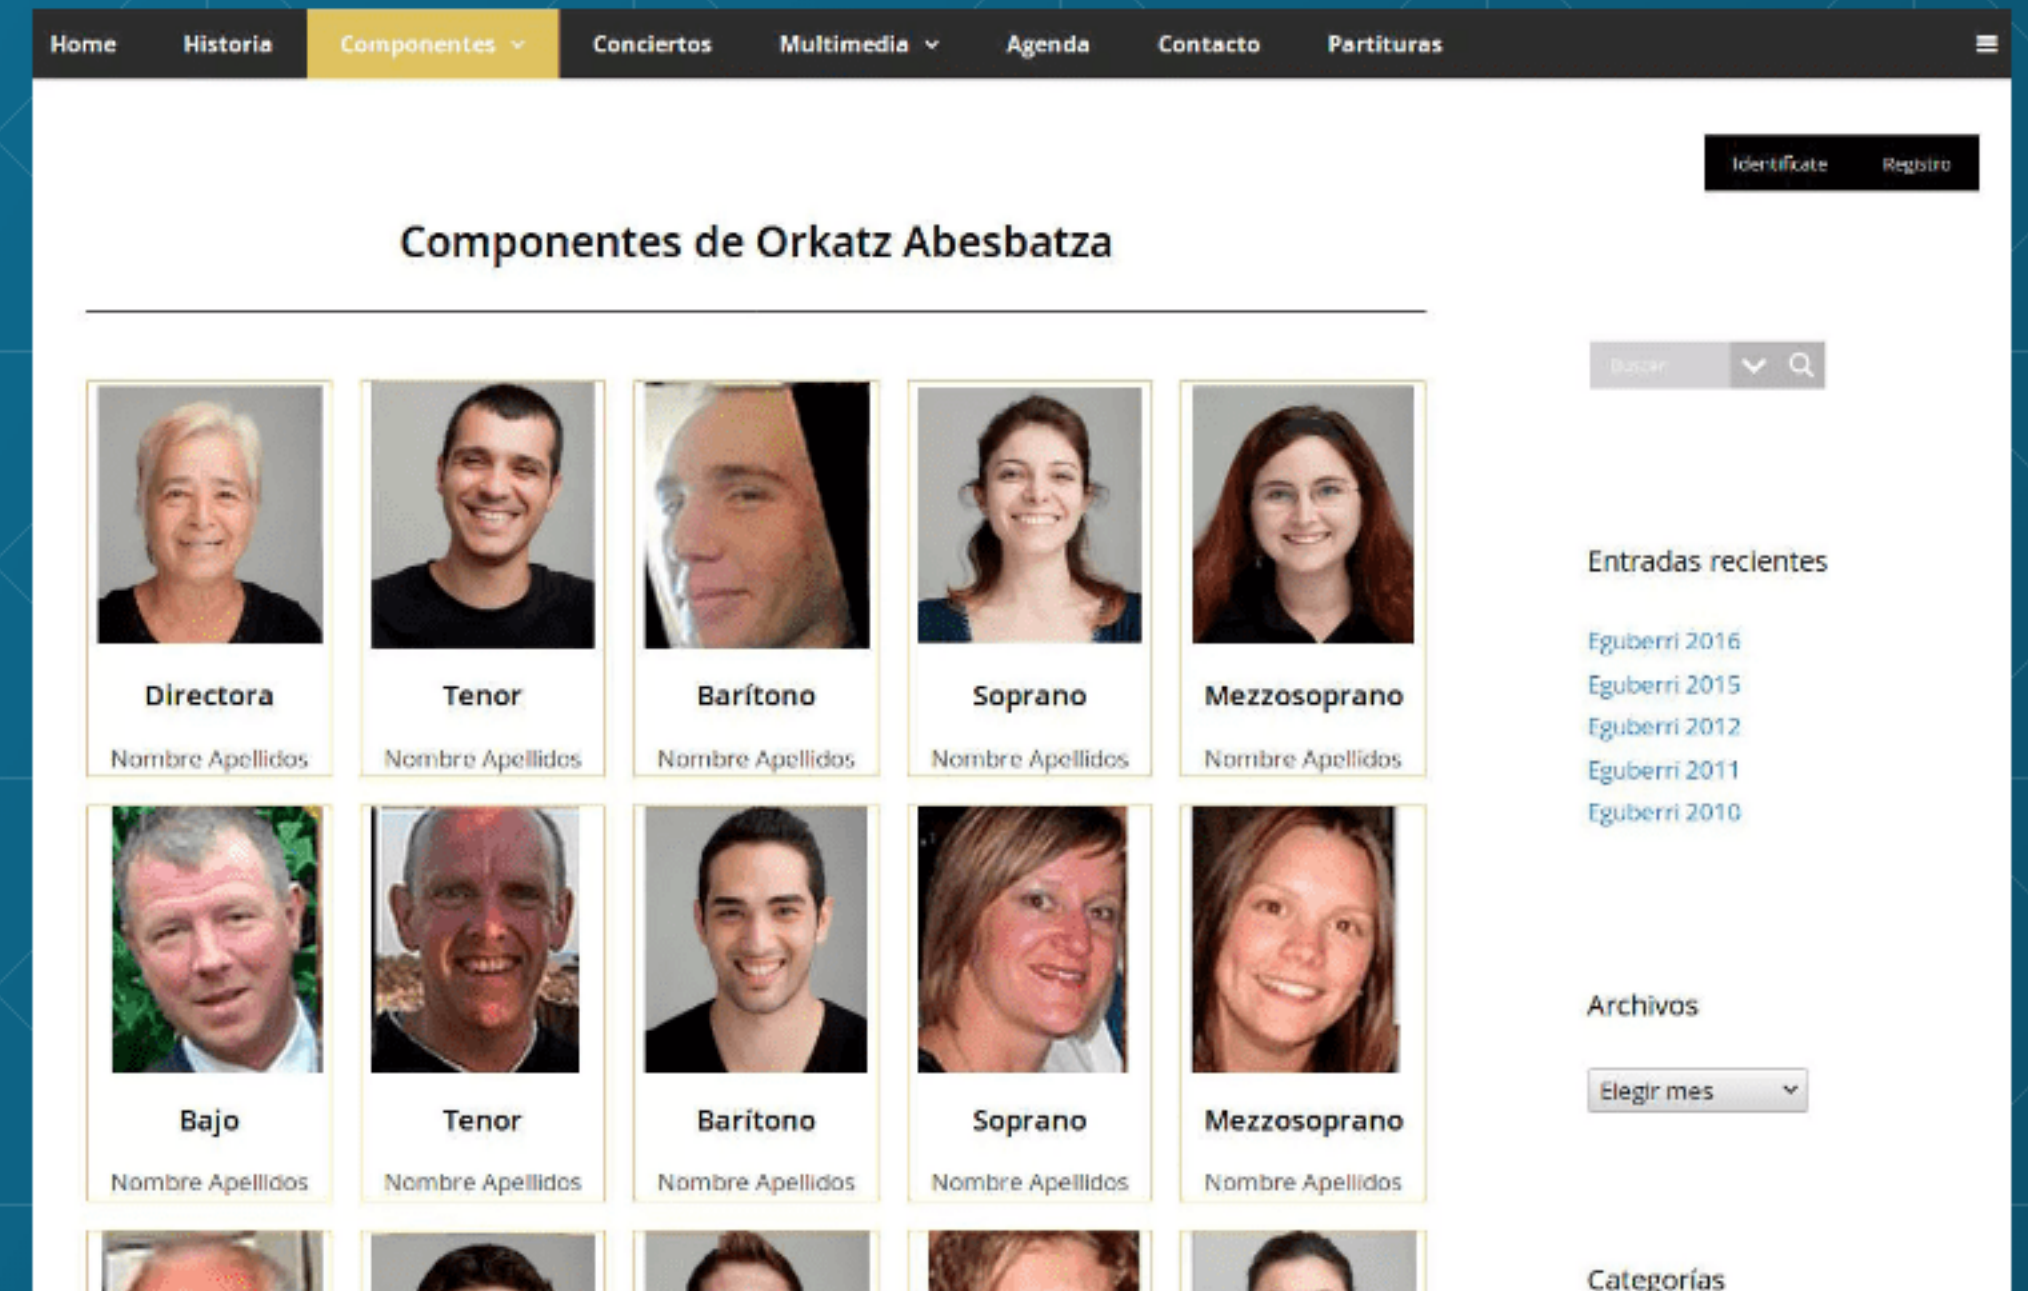 Home Historia Componentes Conciertos Multimedia Agenda Contacto Partituras
Identifícate Registro
Componentes de Orkatz Abesbatza
Buscar
Directora Tenor Barítono Soprano Mezzosoprano
Nombre Apellidos Nombre Apellidos Nombre Apellidos Nombre Apellidos Nombre Apellidos
Bajo Tenor Barítono Soprano Mezzosoprano
Nombre Apellidos Nombre Apellidos Nombre Apellidos Nombre Apellidos Nombre Apellidos
Entradas recientes
Eguberri 2016
Eguberri 2015
Eguberri 2012
Eguberri 2011
Eguberri 2010
Archivos
Elegir mes
Categorías